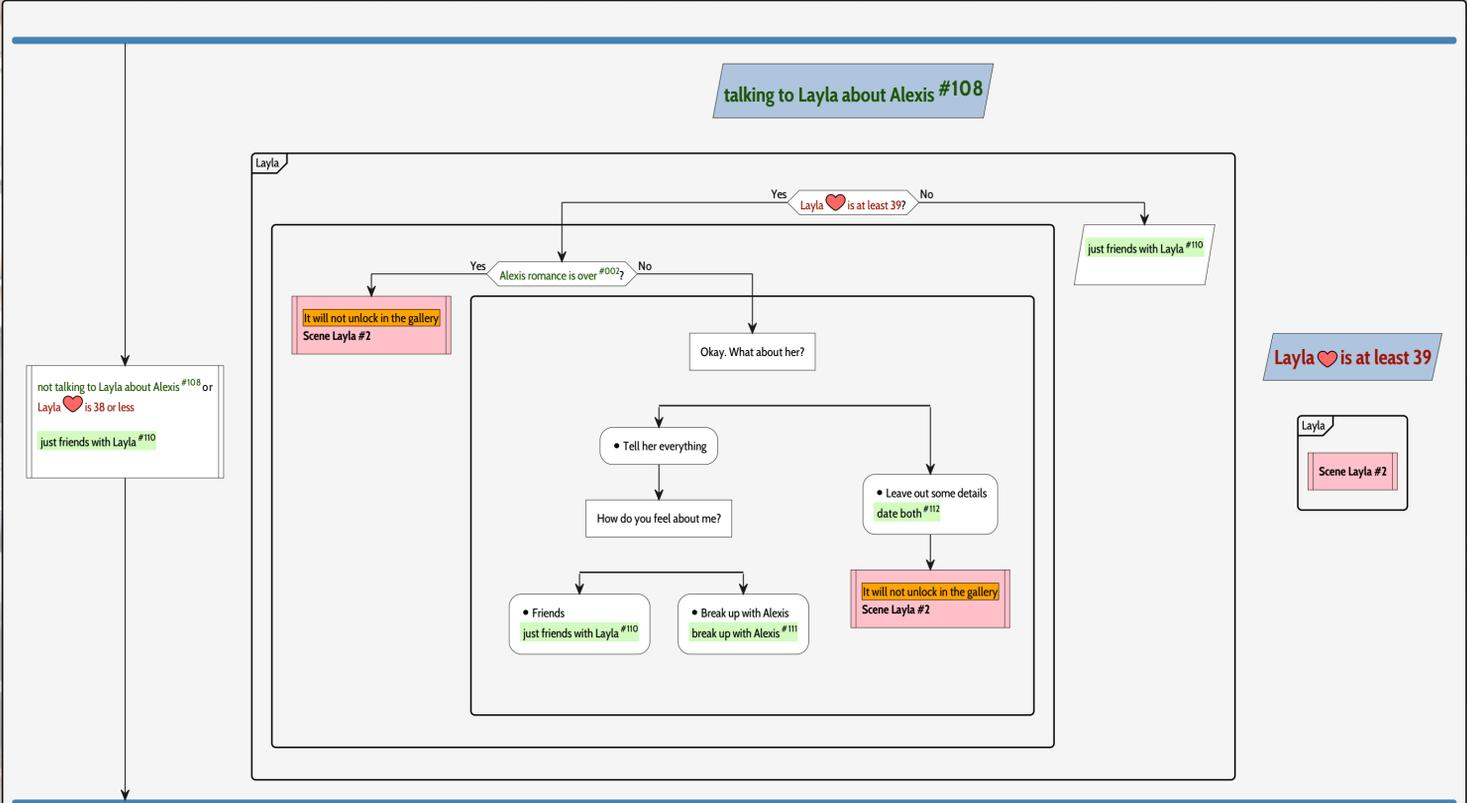 talking to Layla about Alexis #108
Layla
Yes
Layla ❤ is at least 39?
No
just friends with Layla #110
Yes
Alexis romance is over #002?
No
It will not unlock in the gallery
Scene Layla #2
Okay. What about her?
• Tell her everything
How do you feel about me?
• Friends
just friends with Layla #110
• Break up with Alexis
break up with Alexis #111
• Leave out some details
date both #112
It will not unlock in the gallery
Scene Layla #2
not talking to Layla about Alexis #108 or
Layla ❤ is 38 or less
just friends with Layla #110
Layla ❤ is at least 39
Layla
Scene Layla #2